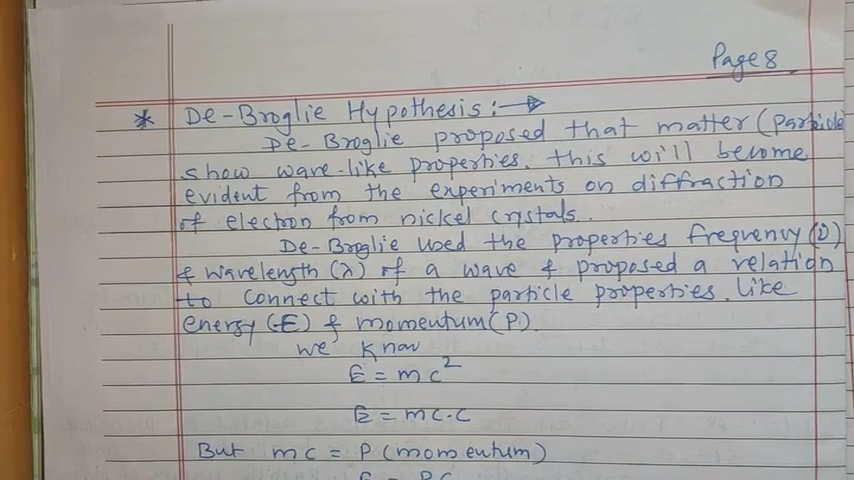 Page 8
* De-Broglie Hypothesis:→
De-Broglie proposed that matter (particle)
show wave-like properties. this will become
evident from the experiments on diffraction
of electron from nickel crystals.
De-Broglie used the properties frequency (υ)
& wavelength (λ) of a wave & proposed a relation
to connect with the particle properties. like
energy (E) & momentum (P).
we know
E = mc²
E = mc.c
But mc = P (momentum)
E = PC